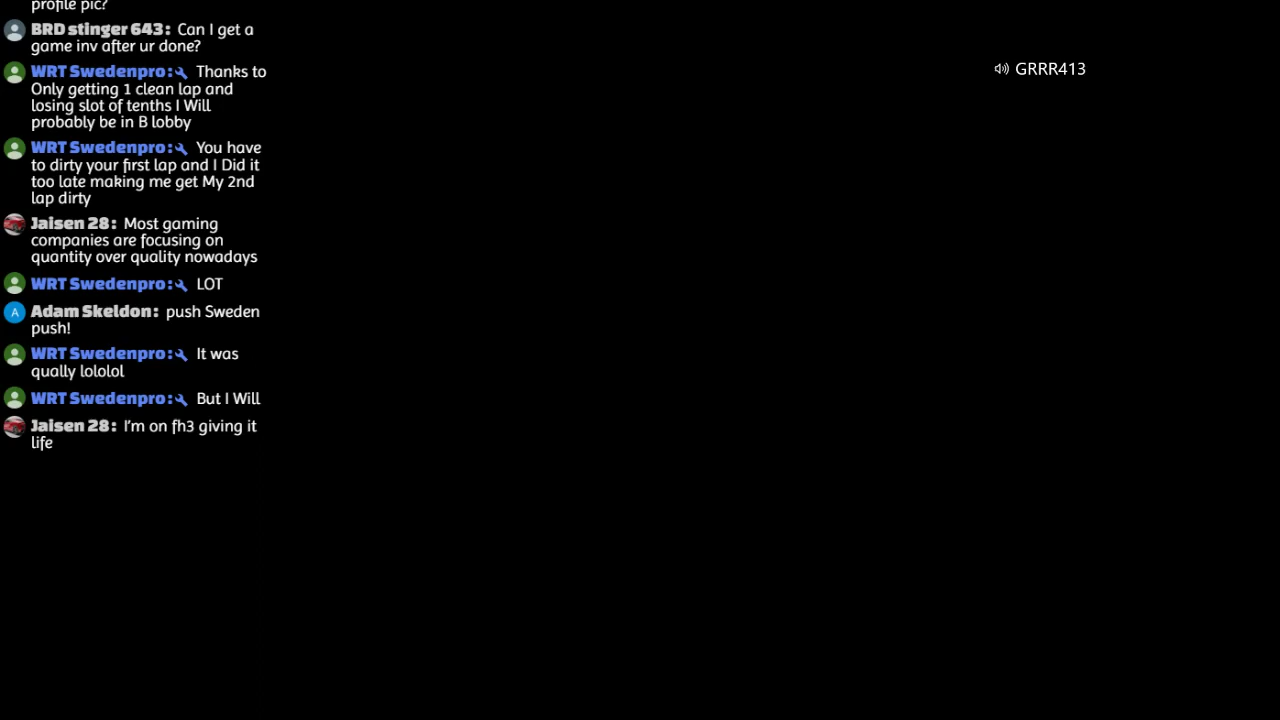 profile pic?
BRD stinger 643: Can I get a
game inv after ur done?
WRT Swedenpro: Thanks to
Only getting 1 clean lap and
losing slot of tenths I Will
probably be in B lobby
WRT Swedenpro: You have
to dirty your first lap and I Did it
too late making me get My 2nd
lap dirty
Jaisen 28: Most gaming
companies are focusing on
quantity over quality nowadays
WRT Swedenpro: LOT
A Adam Skeldon: push Sweden
push!
WRT Swedenpro: It was
qually lololol
WRT Swedenpro: But I Will
Jaisen 28: I'm on fh3 giving it
life
GRRR413